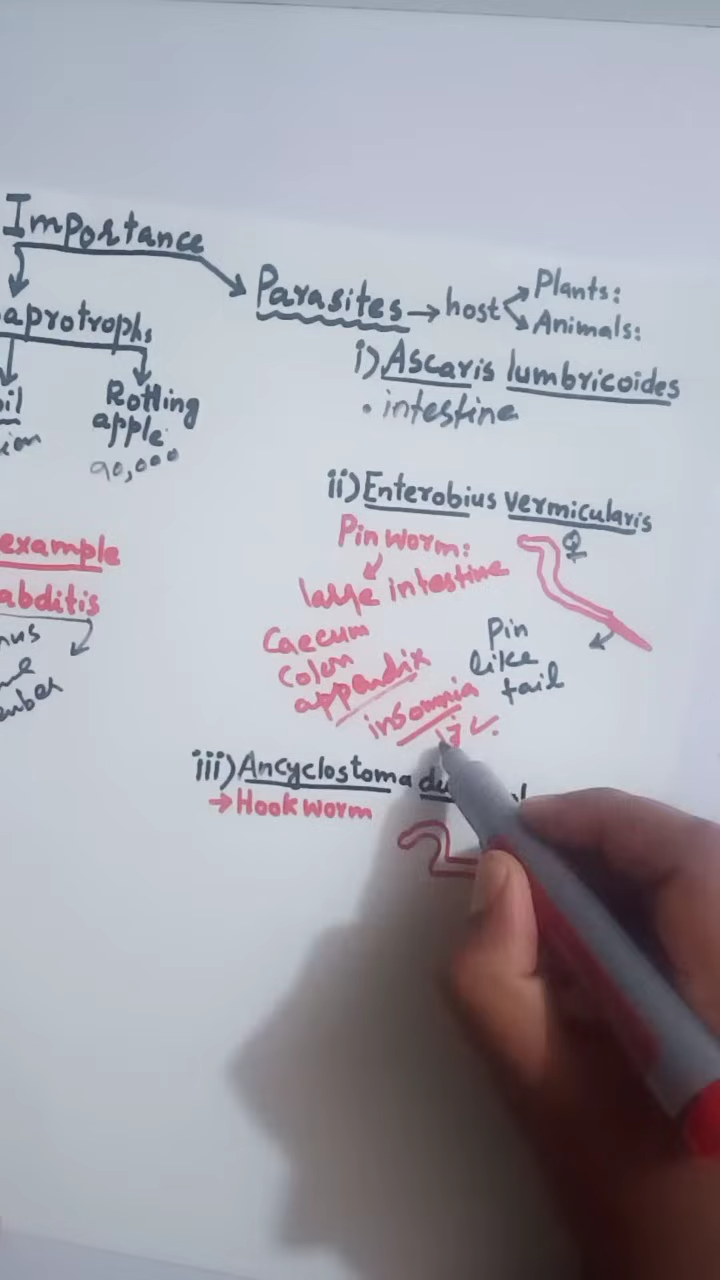 Importance
Parasites → host
Plants:
Animals:
aprotrophs
Rotting
apple
90,000
i) Ascaris lumbricoides
• intestine
ii) Enterobius vermicularis
Pin worm:
large intestine
Caecum
Colon
appendix
insomnia
♀
Pin
like
tail
example
abditis
iii) Ancyclostoma du
→ Hook worm